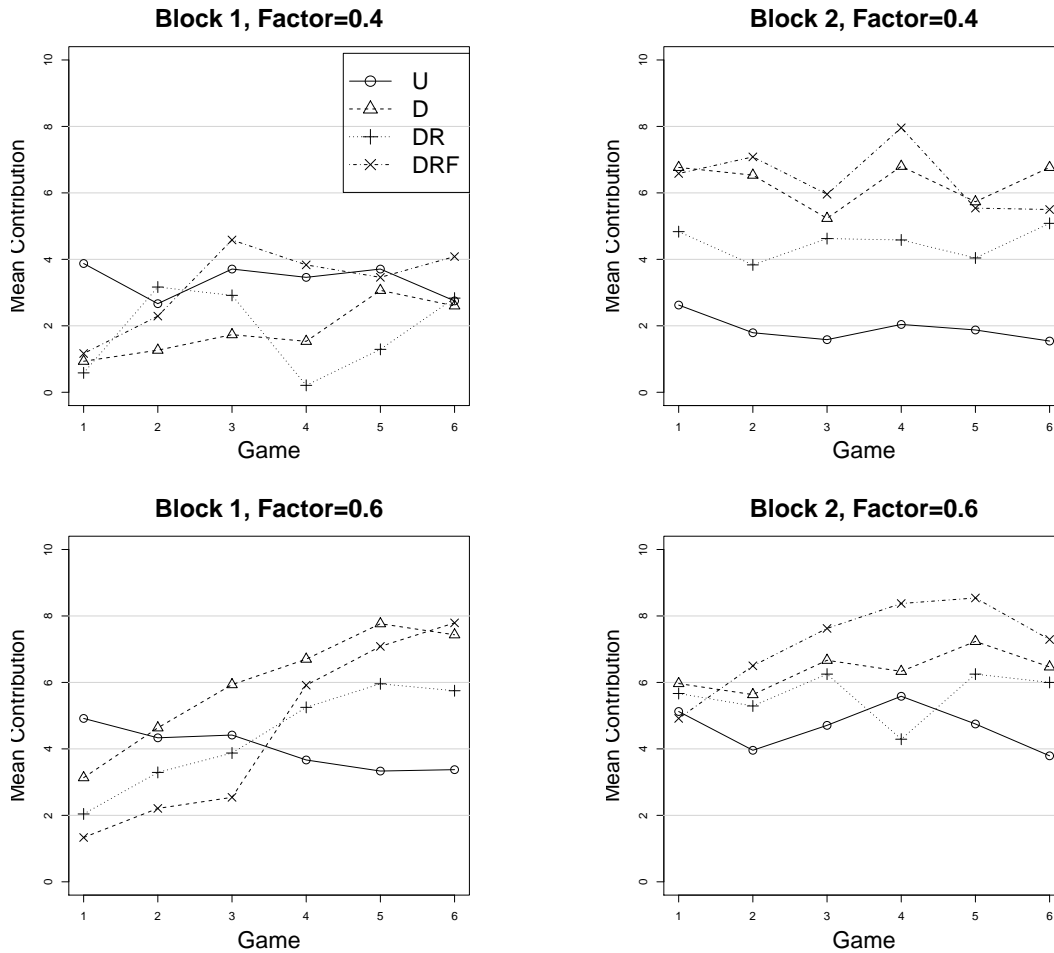 Block 1, Factor=0.4
Mean Contribution
0 2 4 6 8 10
U
D
DR
DRF
1 2 3 4 5 6
Game
Block 2, Factor=0.4
Mean Contribution
0 2 4 6 8 10
1 2 3 4 5 6
Game
Block 1, Factor=0.6
Mean Contribution
0 2 4 6 8 10
1 2 3 4 5 6
Game
Block 2, Factor=0.6
Mean Contribution
0 2 4 6 8 10
1 2 3 4 5 6
Game